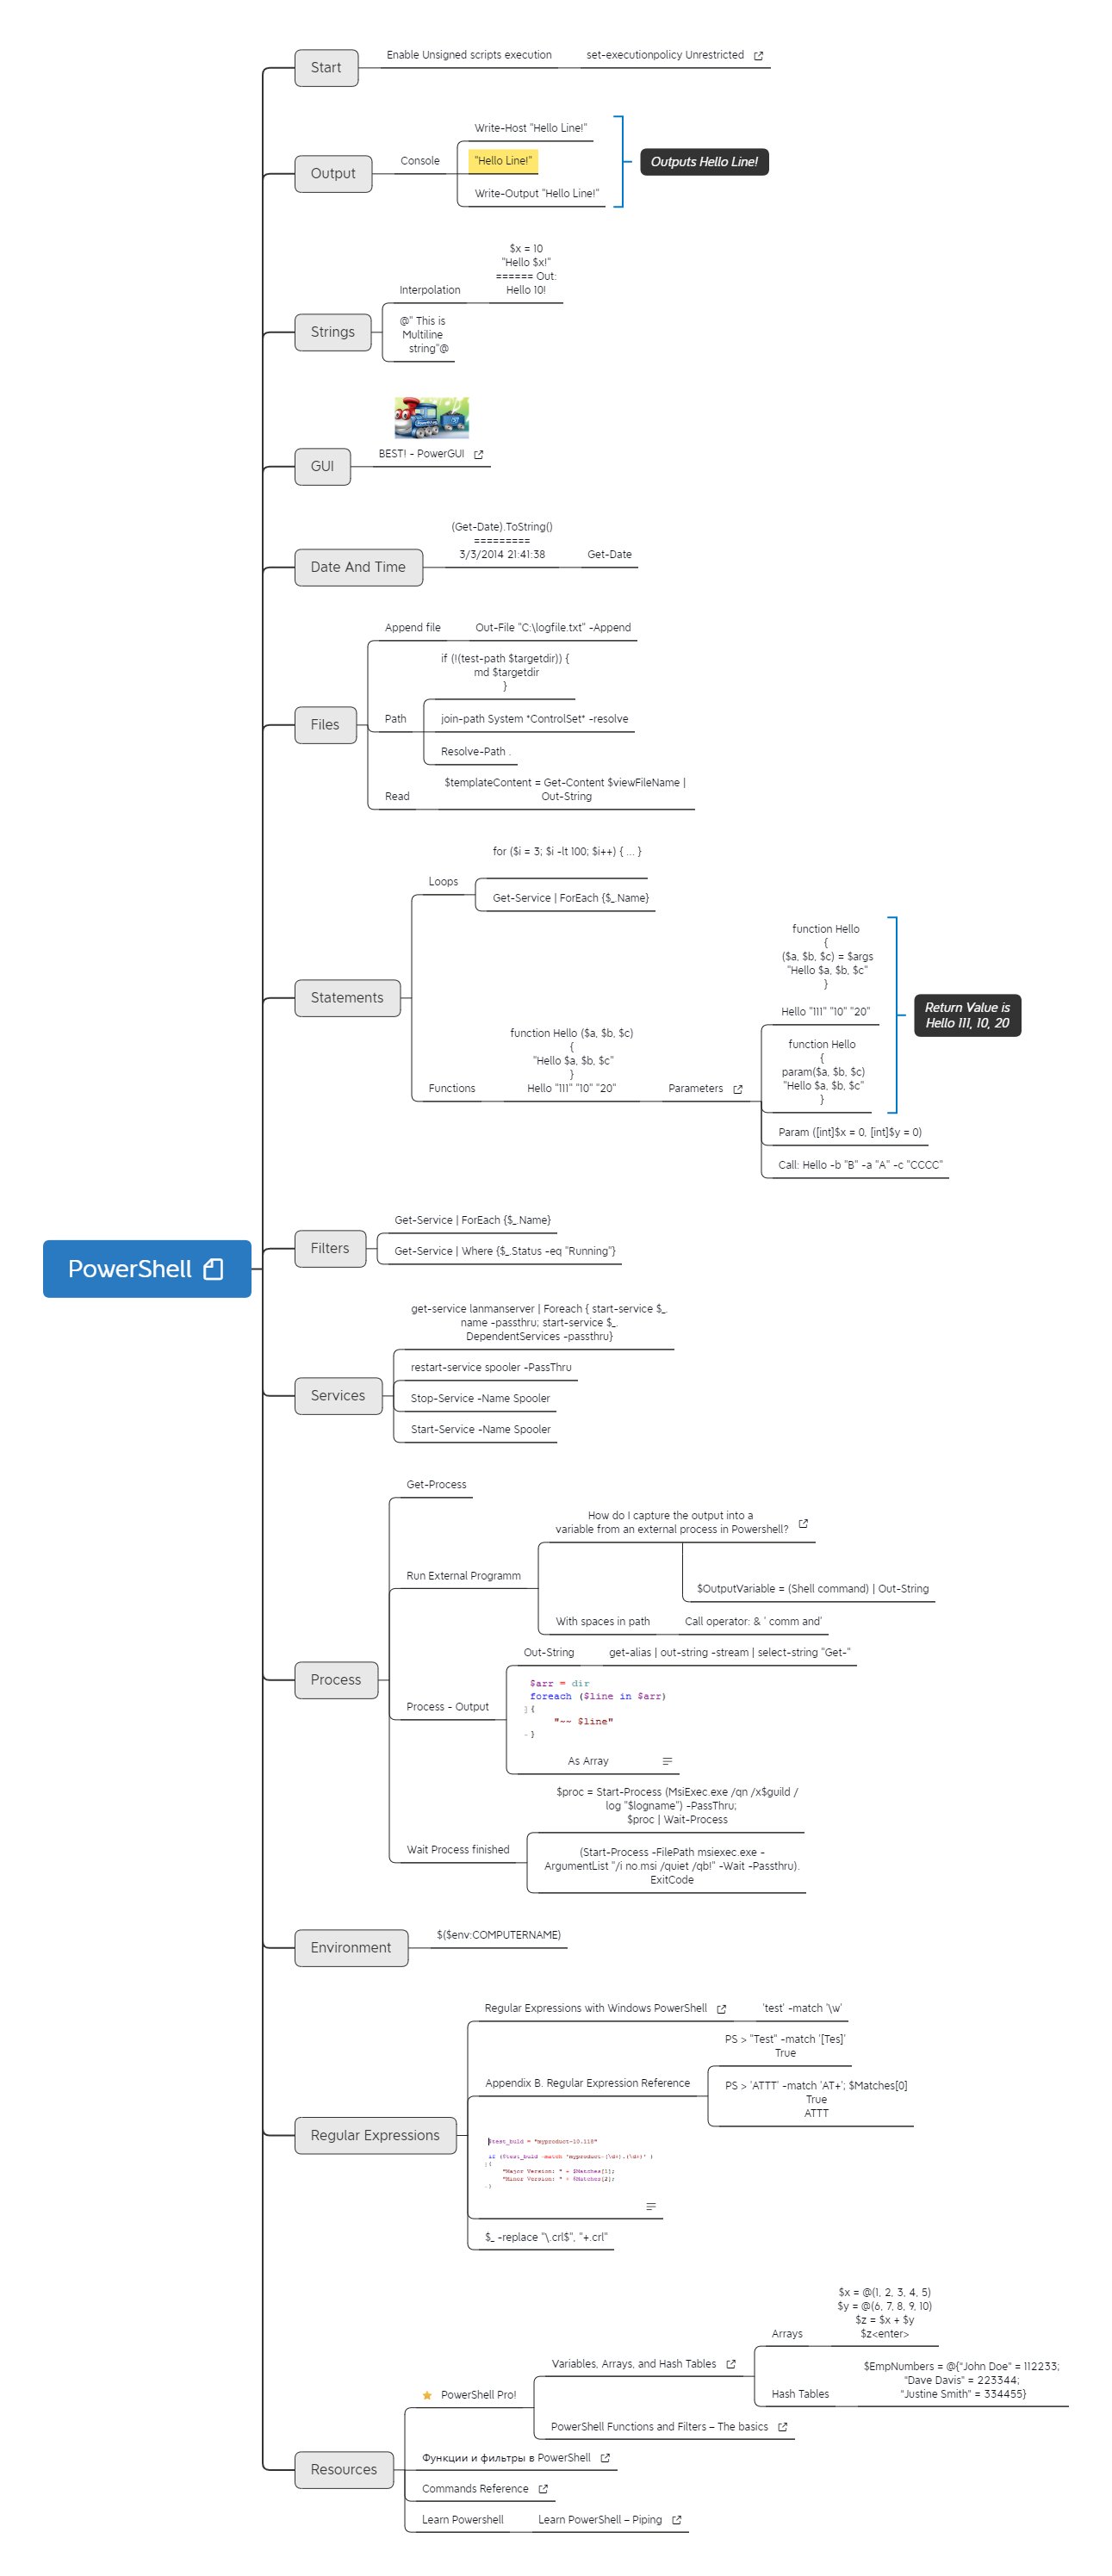 PowerShell
Start
Enable Unsigned scripts execution
set-executionpolicy Unrestricted
Output
Console
Write-Host "Hello Line!"
"Hello Line!"
Write-Output "Hello Line!"
Outputs Hello Line!
Strings
Interpolation
$x = 10
"Hello $x!"
====== Out:
Hello 10!
@" This is
Multiline
string"@
GUI
BEST! - PowerGUI
Date And Time
(Get-Date).ToString()
=========
3/3/2014 21:41:38
Get-Date
Files
Append file
Out-File "C:\logfile.txt" -Append
Path
if (!(test-path $targetdir)) {
md $targetdir
}
join-path System *ControlSet* -resolve
Resolve-Path .
Read
$templateContent = Get-Content $viewFileName |
Out-String
Statements
Loops
for ($i = 3; $i -lt 100; $i++) { ... }
Get-Service | ForEach {$_.Name}
Functions
function Hello ($a, $b, $c)
{
"Hello $a, $b, $c"
}
Hello "111" "10" "20"
Parameters
function Hello
{
($a, $b, $c) = $args
"Hello $a, $b, $c"
}
Hello "111" "10" "20"
function Hello
{
param($a, $b, $c)
"Hello $a, $b, $c"
}
Return Value is
Hello 111, 10, 20
Param ([int]$x = 0, [int]$y = 0)
Call: Hello -b "B" -a "A" -c "CCCC"
Filters
Get-Service | ForEach {$_.Name}
Get-Service | Where {$_.Status -eq "Running"}
Services
get-service lanmanserver | Foreach { start-service $_.
name -passthru; start-service $_.
DependentServices -passthru}
restart-service spooler -PassThru
Stop-Service -Name Spooler
Start-Service -Name Spooler
Process
Get-Process
Run External Programm
How do I capture the output into a
variable from an external process in Powershell?
$OutputVariable = (Shell command) | Out-String
With spaces in path
Call operator: & ' comm and'
Process - Output
Out-String
get-alias | out-string -stream | select-string "Get-"
$arr = dir
foreach ($line in $arr)
{
"~~ $line"
}
As Array
Wait Process finished
$proc = Start-Process {MsiExec.exe /qn /x$guild /
log "$logname"} -PassThru;
$proc | Wait-Process
(Start-Process -FilePath msiexec.exe -
ArgumentList "/i no.msi /quiet /qb!" -Wait -Passthru).
ExitCode
Environment
$($env:COMPUTERNAME)
Regular Expressions
Regular Expressions with Windows PowerShell
'test' -match '\w'
Appendix B. Regular Expression Reference
PS > "Test" -match '[Tes]'
True
PS > 'ATTT' -match 'AT+'; $Matches[0]
True
ATTT
$test_buld = "myproduct-10.118"
if ($test_buld -match 'myproduct-(\d+).(\d+)' )
{
"Major Version: " + $Matches[1];
"Minor Version: " + $Matches[2];
}
$_ -replace "\.crl$", "+.crl"
Resources
PowerShell Pro!
Variables, Arrays, and Hash Tables
Arrays
$x = @(1, 2, 3, 4, 5)
$y = @(6, 7, 8, 9, 10)
$z = $x + $y
$z<enter>
Hash Tables
$EmpNumbers = @{"John Doe" = 112233;
"Dave Davis" = 223344;
"Justine Smith" = 334455}
PowerShell Functions and Filters – The basics
Функции и фильтры в PowerShell
Commands Reference
Learn Powershell
Learn PowerShell – Piping